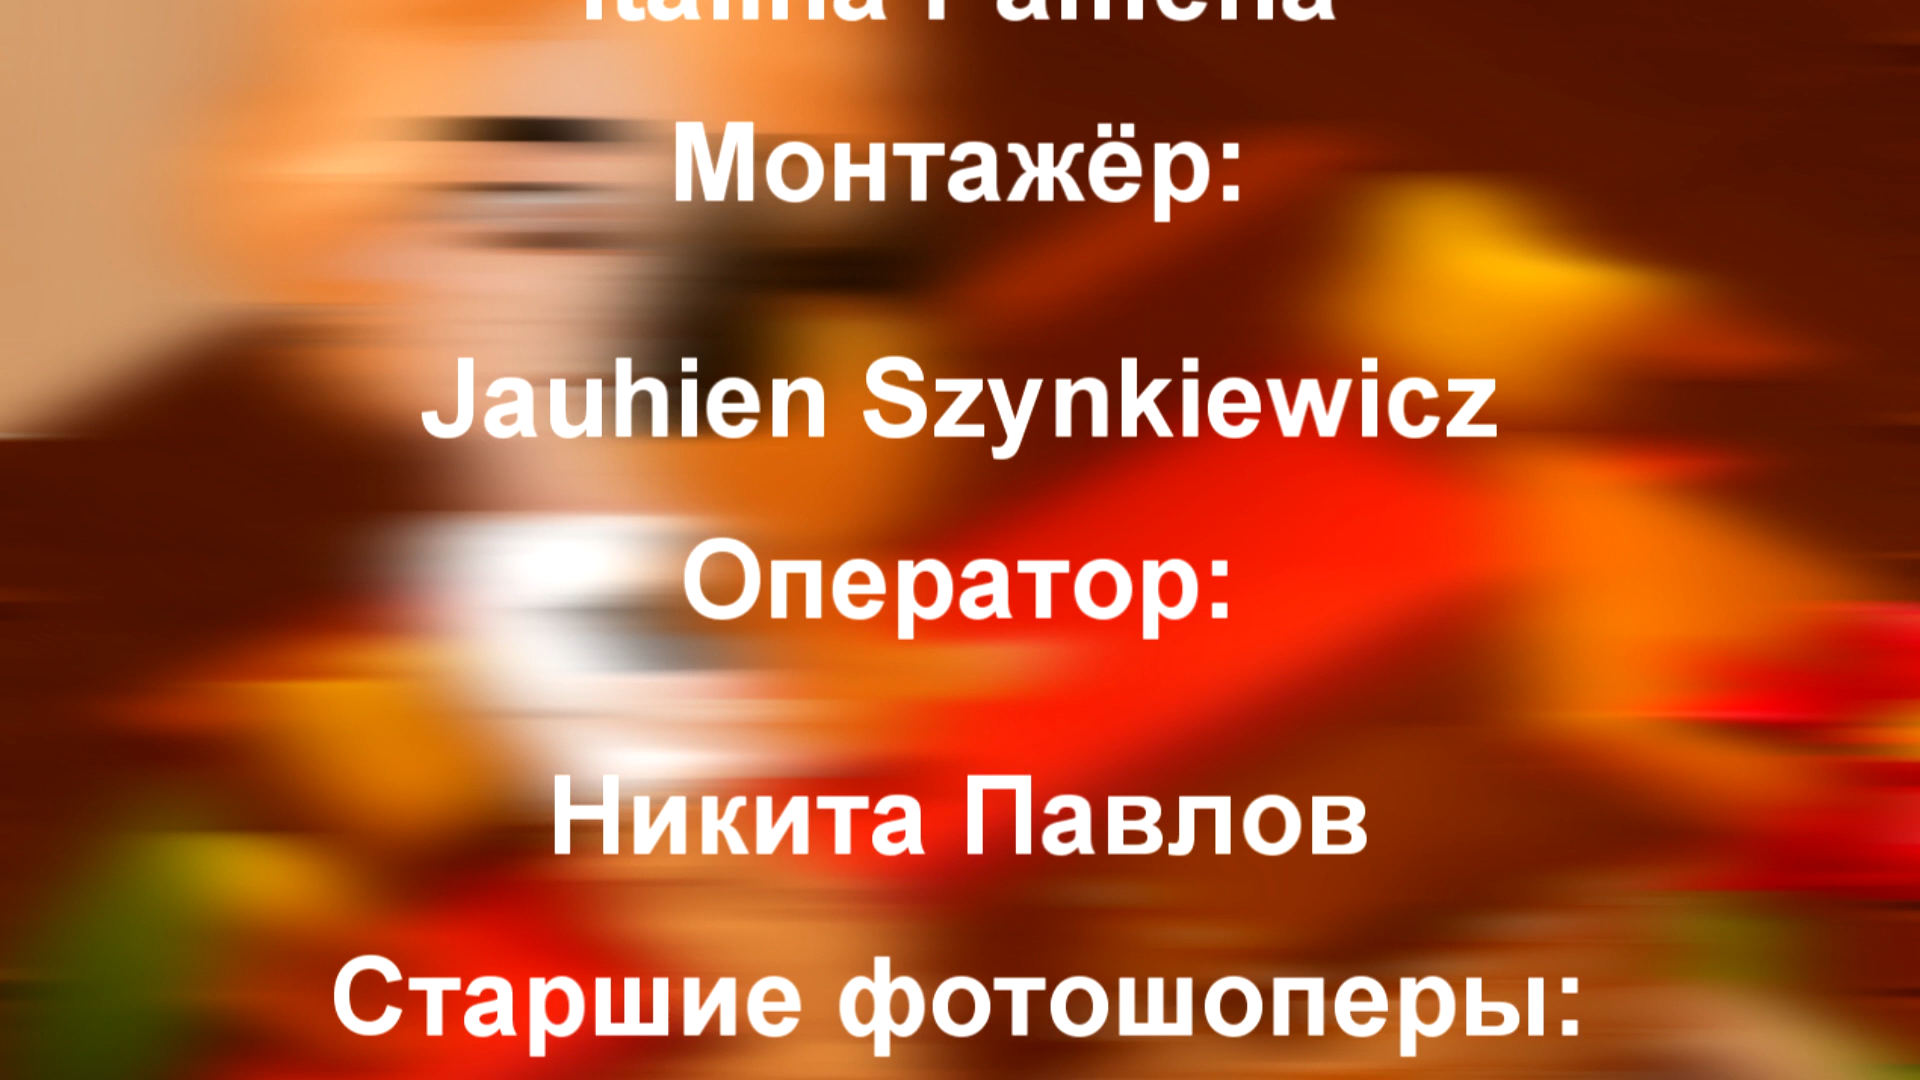 Монтажёр:
Jauhien Szynkiewicz
Оператор:
Никита Павлов
Старшие фотошоперы: